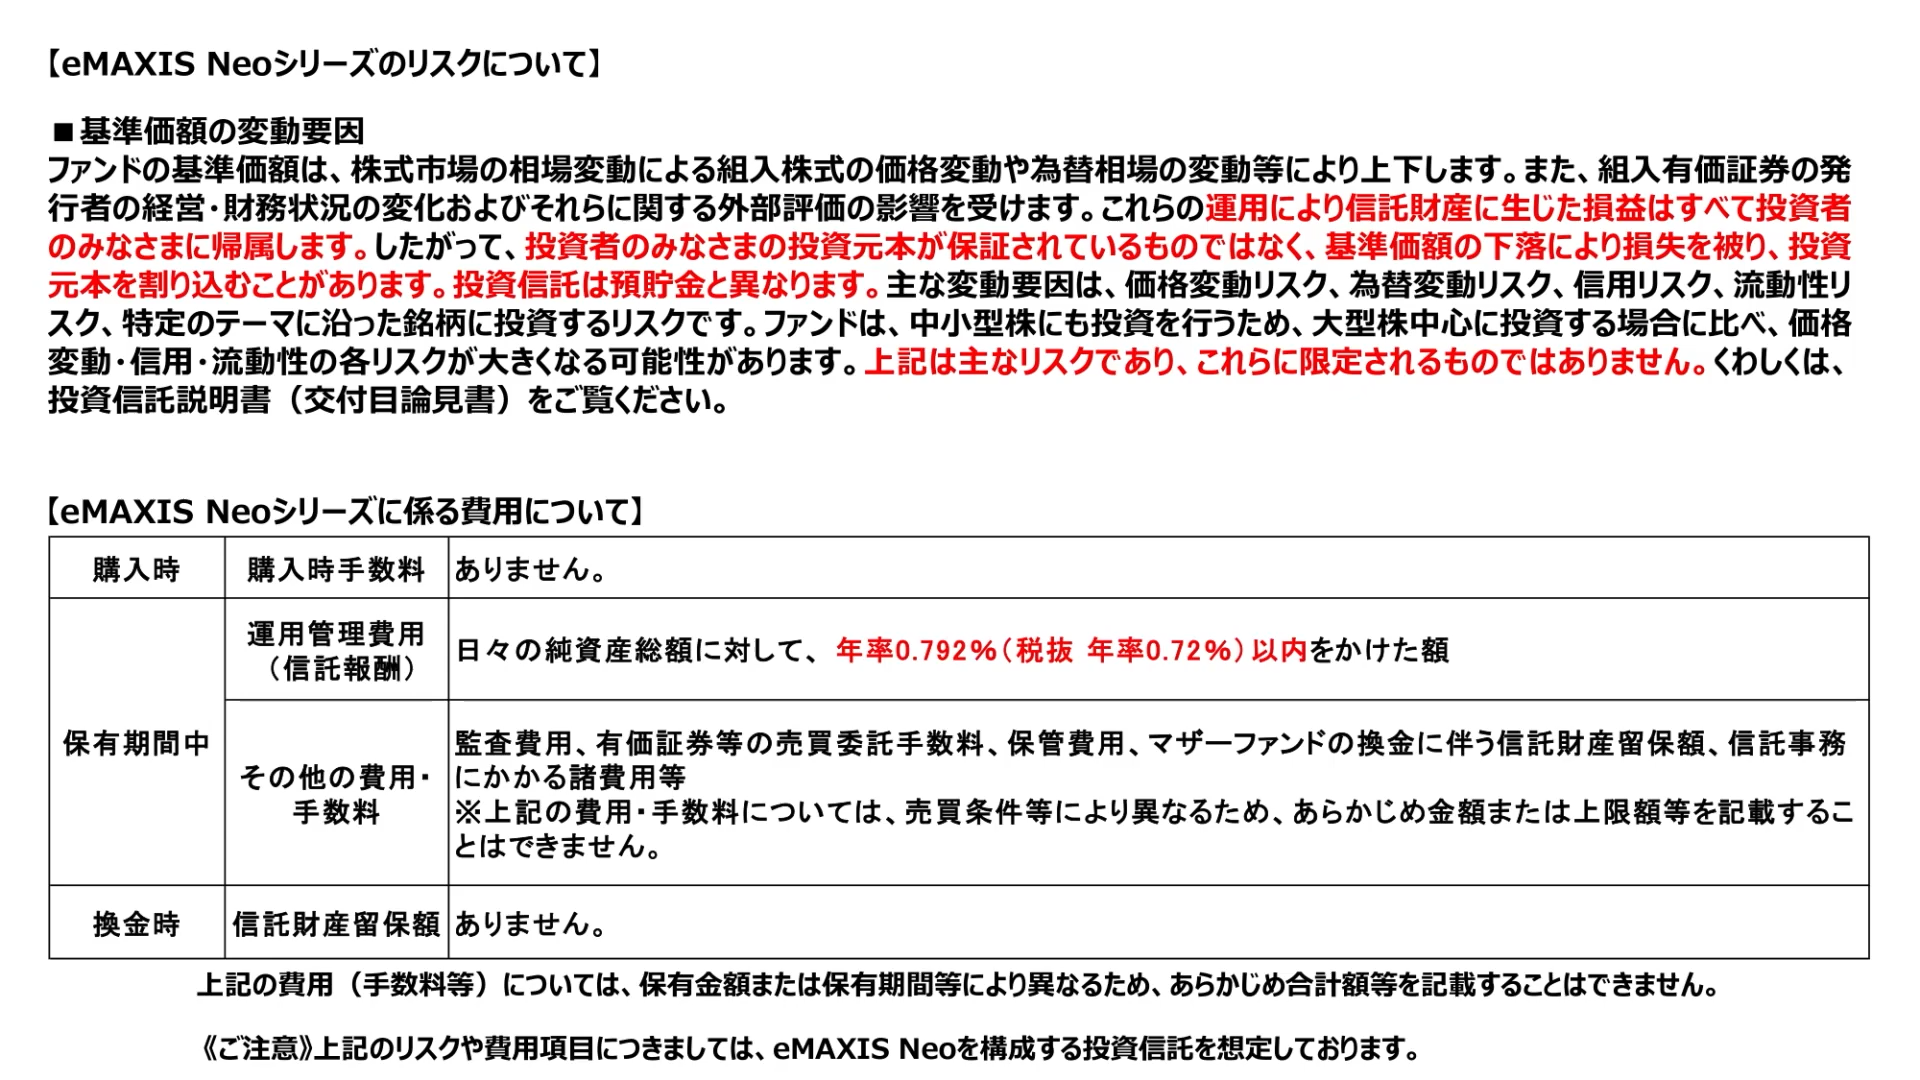 【eMAXIS Neoシリーズのリスクについて】
■基準価額の変動要因
ファンドの基準価額は、株式市場の相場変動による組入株式の価格変動や為替相場の変動等により上下します。また、組入有価証券の発
行者の経営・財務状況の変化およびそれらに関する外部評価の影響を受けます。これらの運用により信託財産に生じた損益はすべて投資者
のみなさまに帰属します。したがって、投資者のみなさまの投資元本が保証されているものではなく、基準価額の下落により損失を被り、投資
元本を割り込むことがあります。投資信託は預貯金と異なります。主な変動要因は、価格変動リスク、為替変動リスク、信用リスク、流動性リ
スク、特定のテーマに沿った銘柄に投資するリスクです。ファンドは、中小型株にも投資を行うため、大型株中心に投資する場合に比べ、価格
変動・信用・流動性の各リスクが大きくなる可能性があります。上記は主なリスクであり、これらに限定されるものではありません。くわしくは、
投資信託説明書（交付目論見書）をご覧ください。
【eMAXIS Neoシリーズに係る費用について】
購入時 購入時手数料 ありません。
保有期間中
運用管理費用
（信託報酬）
日々の純資産総額に対して、年率0.792％（税抜 年率0.72％）以内をかけた額
その他の費用・
手数料
監査費用、有価証券等の売買委託手数料、保管費用、マザーファンドの換金に伴う信託財産留保額、信託事務
にかかる諸費用等
※上記の費用・手数料については、売買条件等により異なるため、あらかじめ金額または上限額等を記載するこ
とはできません。
換金時 信託財産留保額 ありません。
上記の費用（手数料等）については、保有金額または保有期間等により異なるため、あらかじめ合計額等を記載することはできません。
《ご注意》上記のリスクや費用項目につきましては、eMAXIS Neoを構成する投資信託を想定しております。